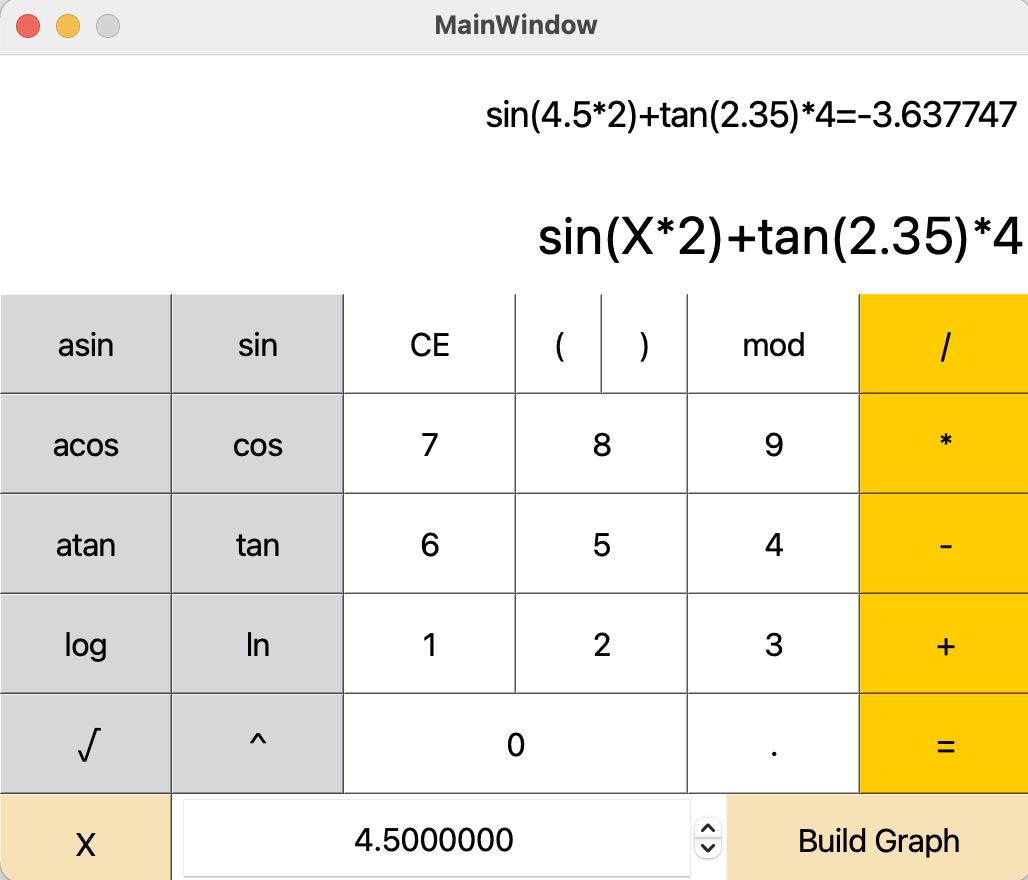 MainWindow
sin(4.5*2)+tan(2.35)*4=-3.637747
sin(X*2)+tan(2.35)*4
asin sin CE ( ) mod /
acos cos 7 8 9 *
atan tan 6 5 4 -
log ln 1 2 3 +
√ ^ 0 . =
X 4.5000000 Build Graph